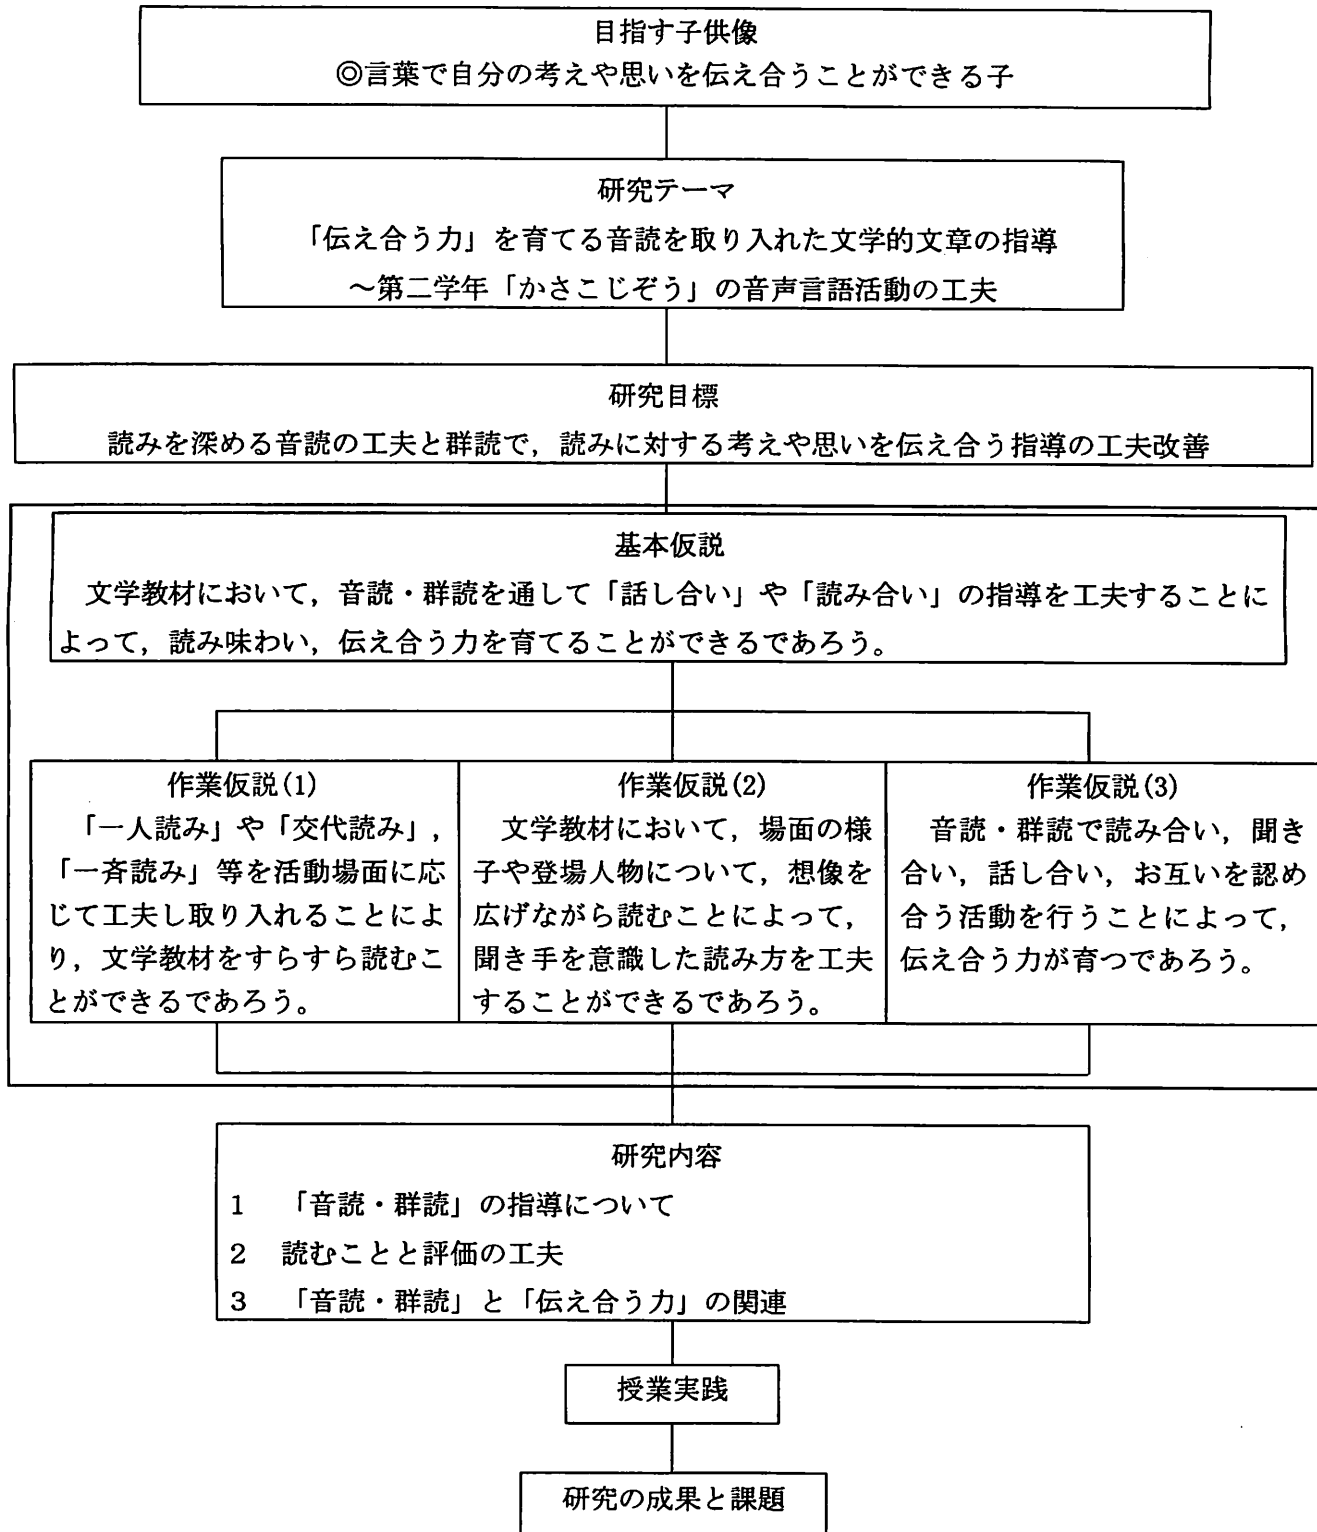 目指す子供像
◎言葉で自分の考えや思いを伝え合うことができる子
研究テーマ
「伝え合う力」を育てる音読を取り入れた文学的文章の指導
～第二学年「かさこじぞう」の音声言語活動の工夫
研究目標
読みを深める音読の工夫と群読で，読みに対する考えや思いを伝え合う指導の工夫改善
基本仮説
文学教材において，音読・群読を通して「話し合い」や「読み合い」の指導を工夫することに
よって，読み味わい，伝え合う力を育てることができるであろう。
作業仮説(1)
「一人読み」や「交代読み」，
「一斉読み」等を活動場面に応
じて工夫し取り入れることによ
り，文学教材をすらすら読むこ
とができるであろう。
作業仮説(2)
文学教材において，場面の様
子や登場人物について，想像を
広げながら読むことによって，
聞き手を意識した読み方を工夫
することができるであろう。
作業仮説(3)
音読・群読で読み合い，聞き
合い，話し合い，お互いを認め
合う活動を行うことによって，
伝え合う力が育つであろう。
研究内容
1　「音読・群読」の指導について
2　読むことと評価の工夫
3　「音読・群読」と「伝え合う力」の関連
授業実践
研究の成果と課題